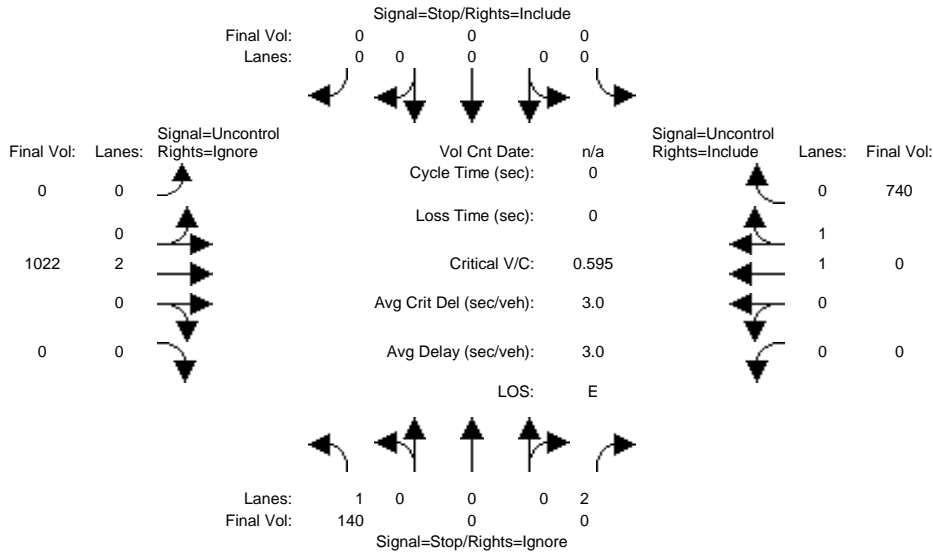 Signal=Stop/Rights=Include
Final Vol: 0 0 0
Lanes: 0 0 0 0 0
Signal=Uncontrol Signal=Uncontrol
Final Vol: Lanes: Rights=Ignore Vol Cnt Date: n/a Rights=Include Lanes: Final Vol:
Cycle Time (sec): 0
0 0 0 740
Loss Time (sec): 0
0 1
1022 2 Critical V/C: 0.595 1 0
0 Avg Crit Del (sec/veh): 3.0 0
0 0 Avg Delay (sec/veh): 3.0 0 0
LOS: E
Lanes: 1 0 0 0 2
Final Vol: 140 0 0
Signal=Stop/Rights=Ignore